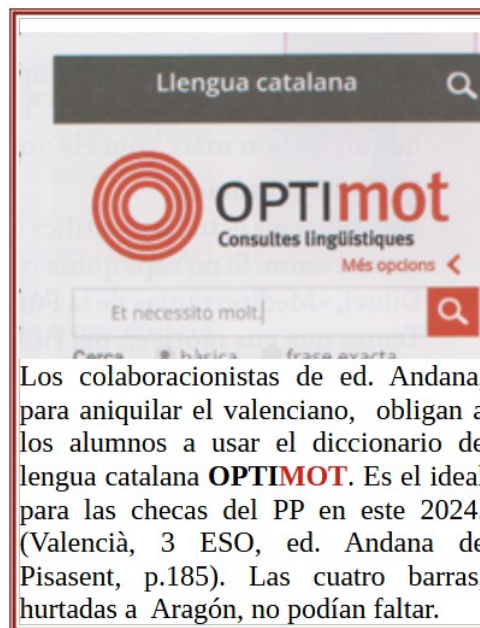 Llengua catalana
OPTImot
Consultes lingüístiques
Més opcions
Et necessito molt.
Cerca bàsica frase exacta
Los colaboracionistas de ed. Andana,
para aniquilar el valenciano, obligan a
los alumnos a usar el diccionario de
lengua catalana OPTIMOT. Es el ideal
para las checas del PP en este 2024.
(Valencià, 3 ESO, ed. Andana de
Pisasent, p.185). Las cuatro barras,
hurtadas a Aragón, no podían faltar.